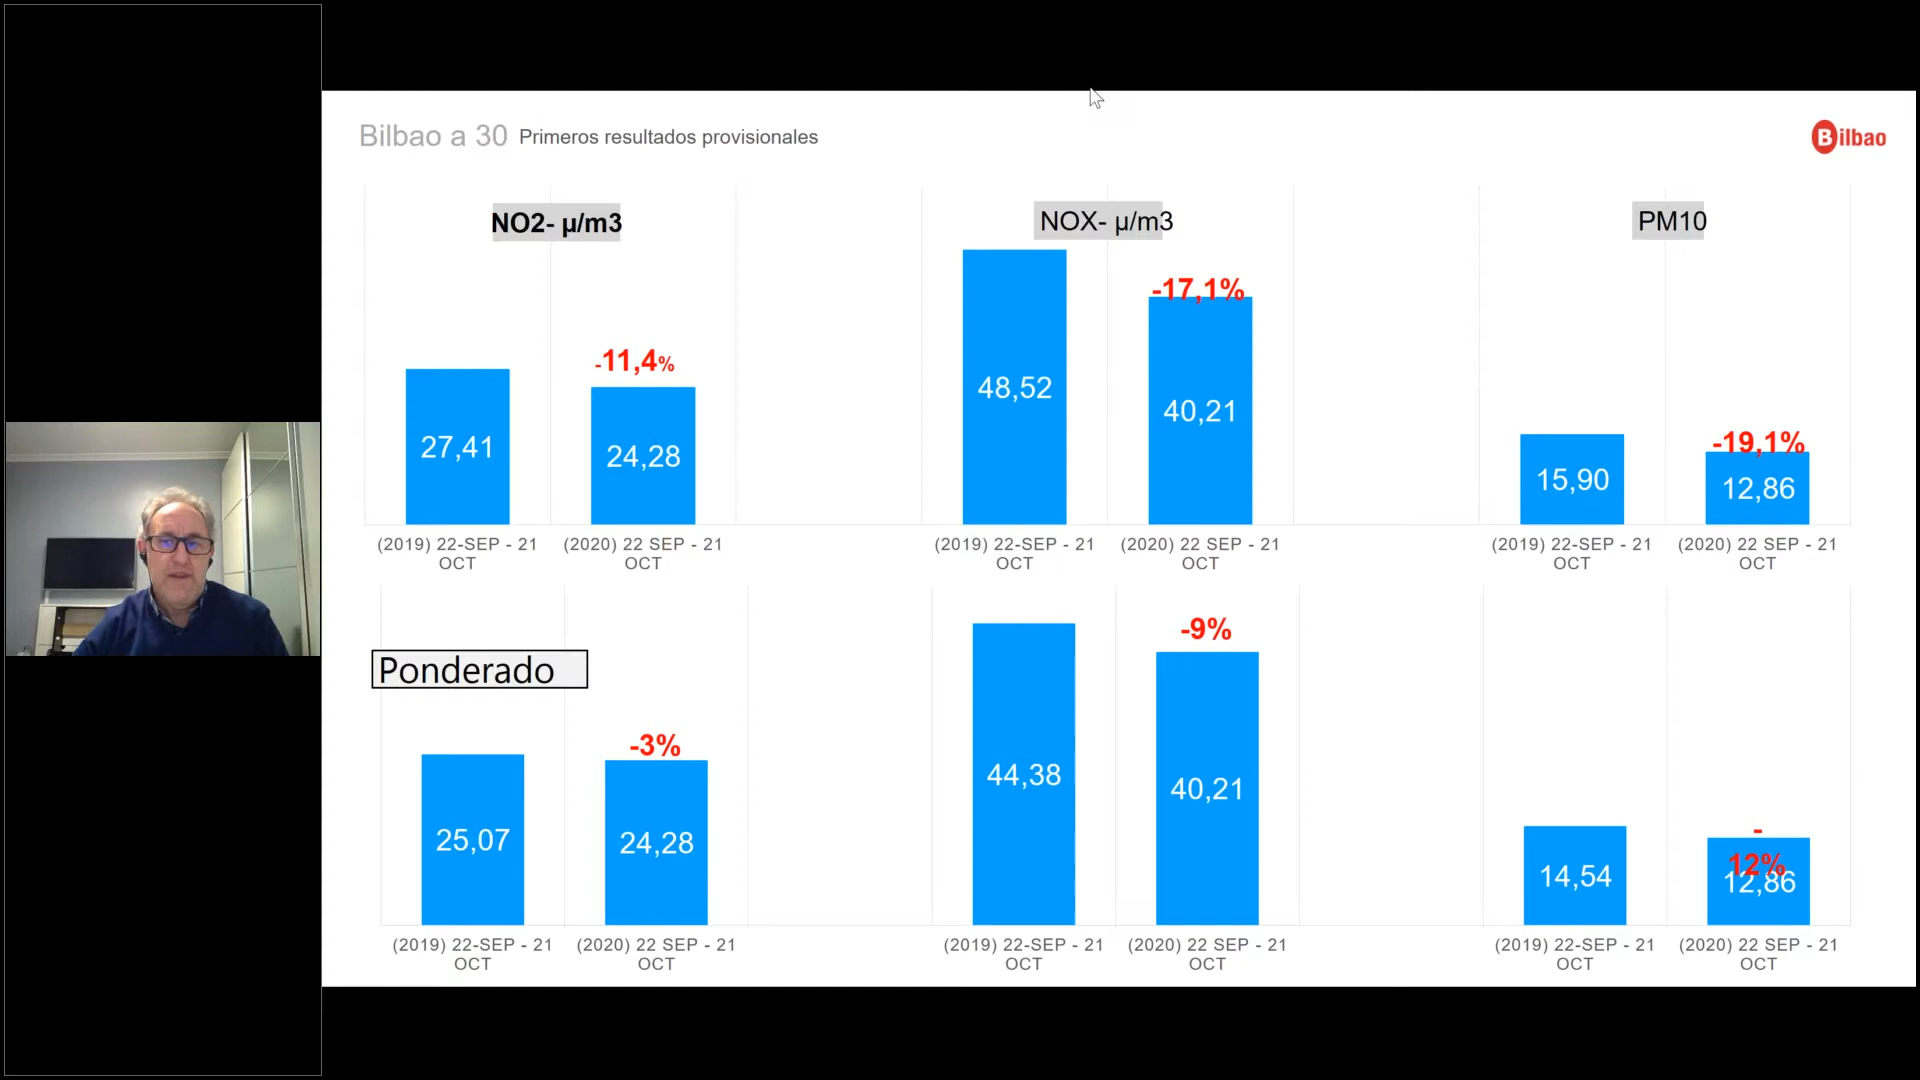 Bilbao a 30 Primeros resultados provisionales
Bilbao
NO2- µ/m3
NOX- µ/m3
PM10
-11,4%
-17,1%
-19,1%
27,41
24,28
48,52
40,21
15,90
12,86
(2019) 22-SEP - 21
OCT
(2020) 22 SEP - 21
OCT
(2019) 22-SEP - 21
OCT
(2020) 22 SEP - 21
OCT
(2019) 22-SEP - 21
OCT
(2020) 22 SEP - 21
OCT
Ponderado
-3%
-9%
-
12%
25,07
24,28
44,38
40,21
14,54
12,86
(2019) 22-SEP - 21
OCT
(2020) 22 SEP - 21
OCT
(2019) 22-SEP - 21
OCT
(2020) 22 SEP - 21
OCT
(2019) 22-SEP - 21
OCT
(2020) 22 SEP - 21
OCT